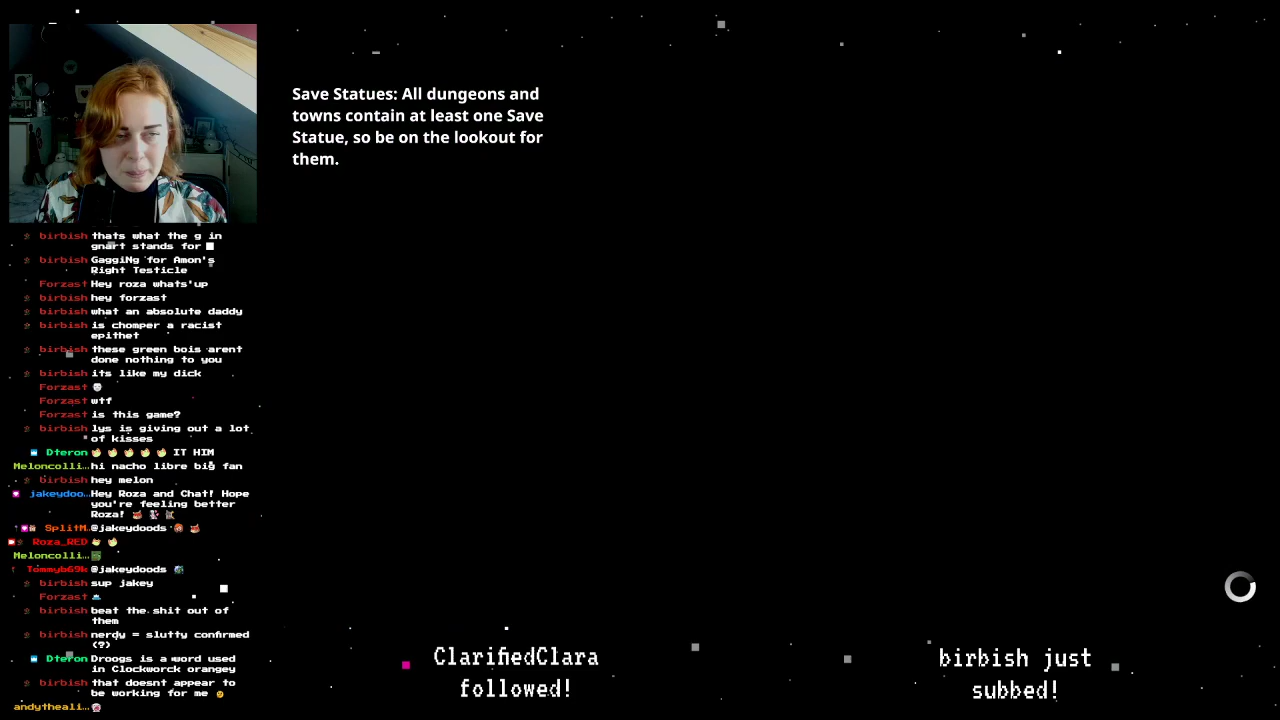 Save Statues: All dungeons and
towns contain at least one Save
Statue, so be on the lookout for
them.
birbish thats what the g in
gnart stands for
birbish GaggiNg for Amon's
Right Testicle
Forzast Hey roza whats'up
birbish hey forzast
birbish what an absolute daddy
birbish is chomper a racist
epithet
birbish these green bois arent
done nothing to you
birbish its like my dick
Forzast
Forzast wtf
Forzast is this game?
birbish lys is giving out a lot
of kisses
Dteron IT HIM
Meloncolli… hi nacho libre big fan
birbish hey melon
jakeydoo… Hey Roza and Chat! Hope
you're feeling better
Roza!
SplitM… @jakeydoods
Roza_RED
Meloncolli…
Tommyb69k @jakeydoods
birbish sup jakey
Forzast
birbish beat the shit out of
them
birbish nerdy = slutty confirmed
(?)
Dteron Droogs is a word used
in Clockworck orangey
birbish that doesnt appear to
be working for me
andytheali…
ClarifiedClara
followed!
birbish just
subbed!